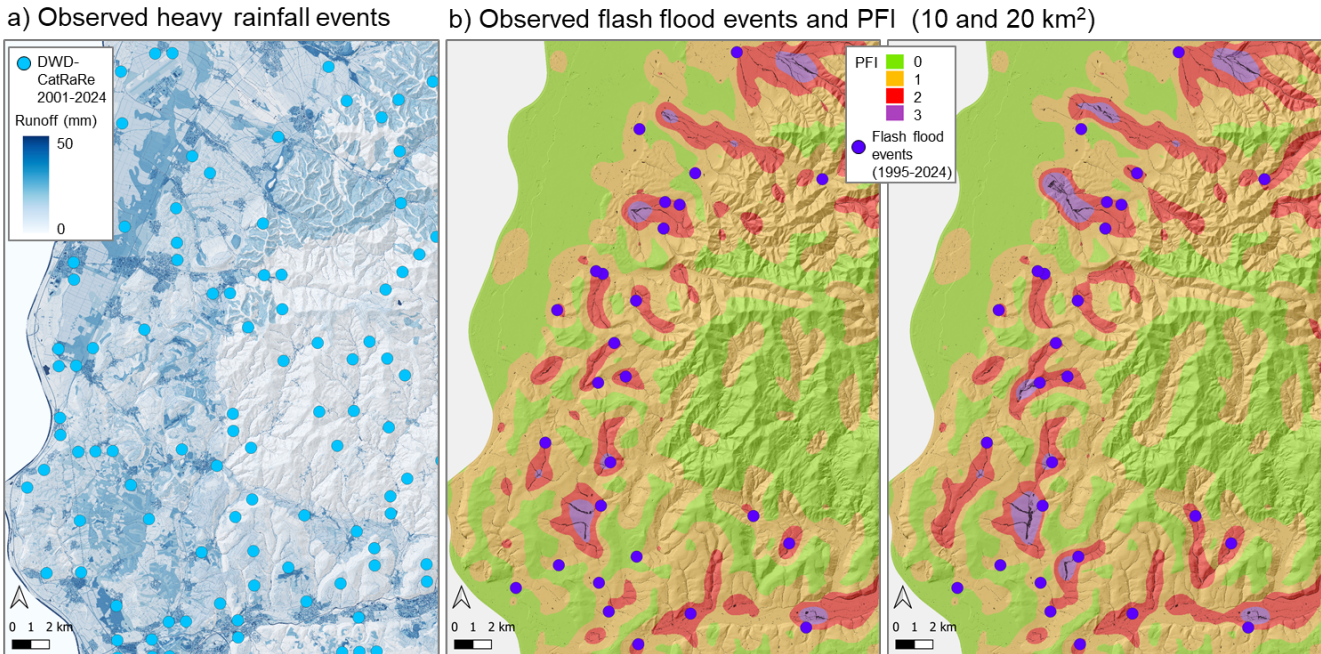 a) Observed heavy rainfall events
b) Observed flash flood events and PFI (10 and 20 km²)
DWD-
CatRaRe
2001-2024
Runoff (mm)
50
0
PFI
0
1
2
3
Flash flood
events
(1995-2024)
0 1 2 km
0 1 2 km
0 1 2 km